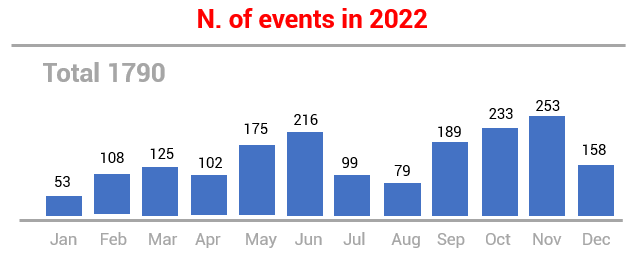 N. of events in 2022
Total 1790
53 108 125 102 175 216 99 79 189 233 253 158
Jan Feb Mar Apr May Jun Jul Aug Sep Oct Nov Dec